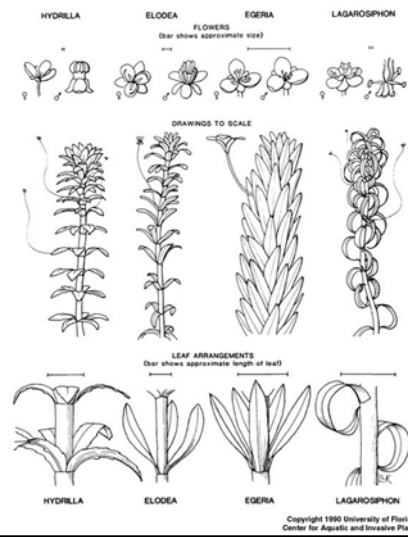 HYDRILLA ELODEA EGERIA LAGAROSIPHON
FLOWERS
(bar shows approximate size)
♀ ♂ ♀ ♂ ♀ ♂ ♀ ♂
DRAWINGS TO SCALE
LEAF ARRANGEMENTS
(bar shows approximate length of leaf)
HYDRILLA ELODEA EGERIA LAGAROSIPHON
Copyright 1990 University of Flori
Center for Aquatic and Invasive Pla